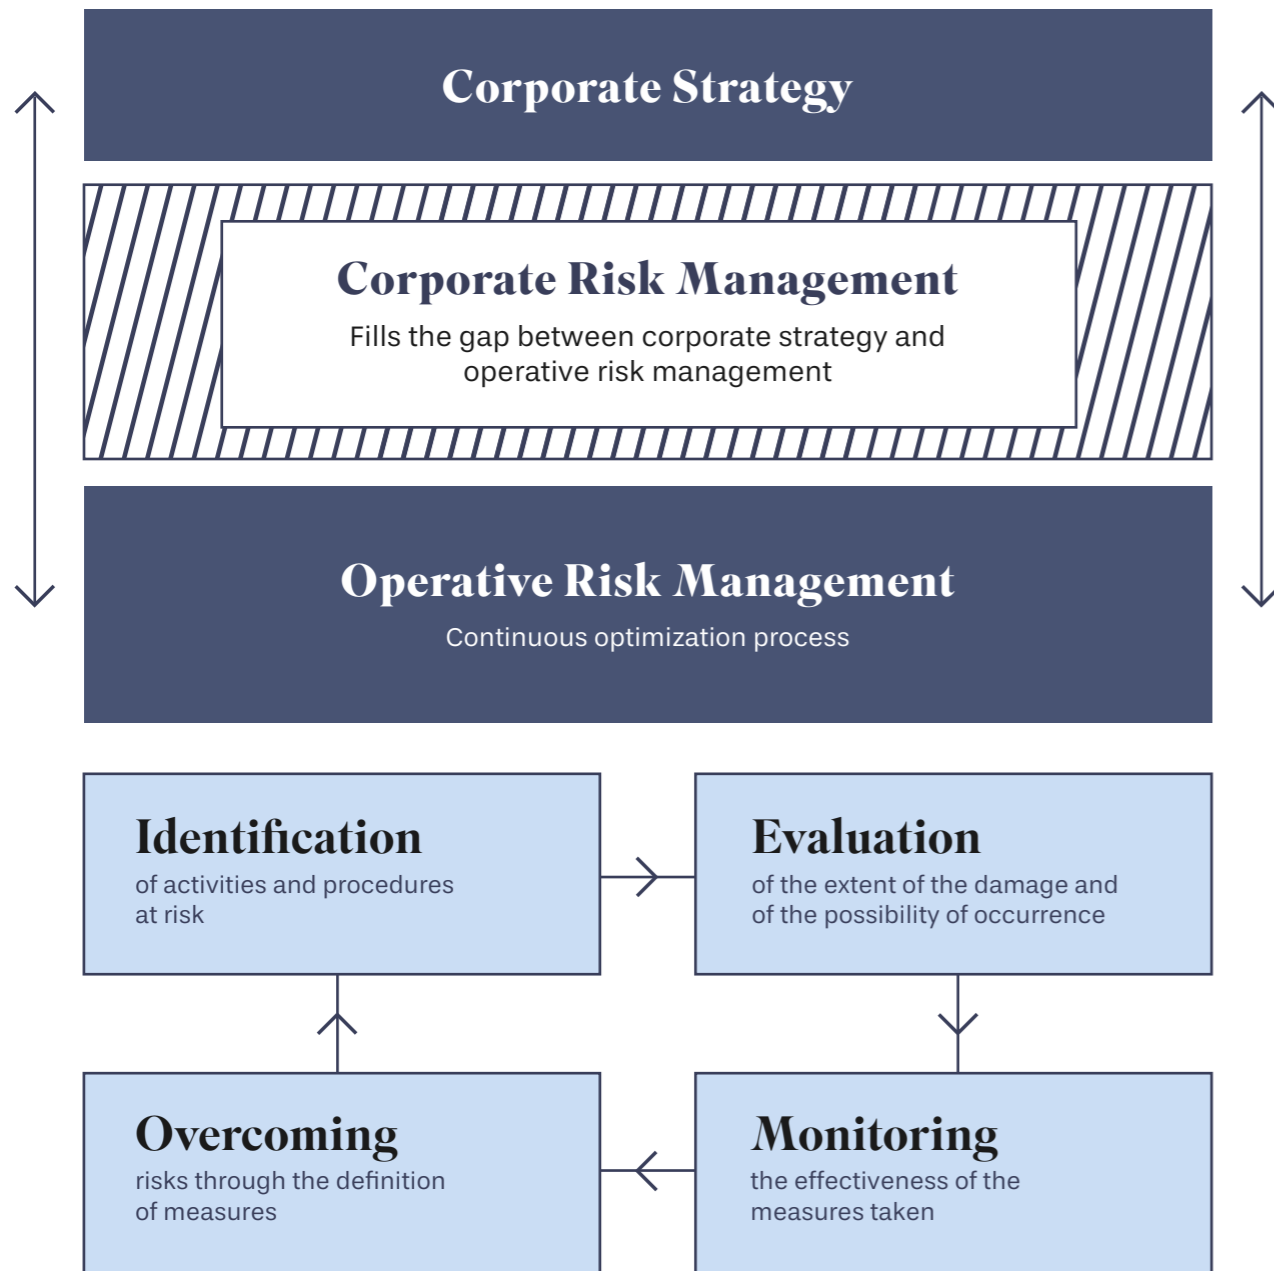 Corporate Strategy
Corporate Risk Management
Fills the gap between corporate strategy and
operative risk management
Operative Risk Management
Continuous optimization process
Identification
of activities and procedures
at risk
Evaluation
of the extent of the damage and
of the possibility of occurrence
Overcoming
risks through the definition
of measures
Monitoring
the effectiveness of the
measures taken